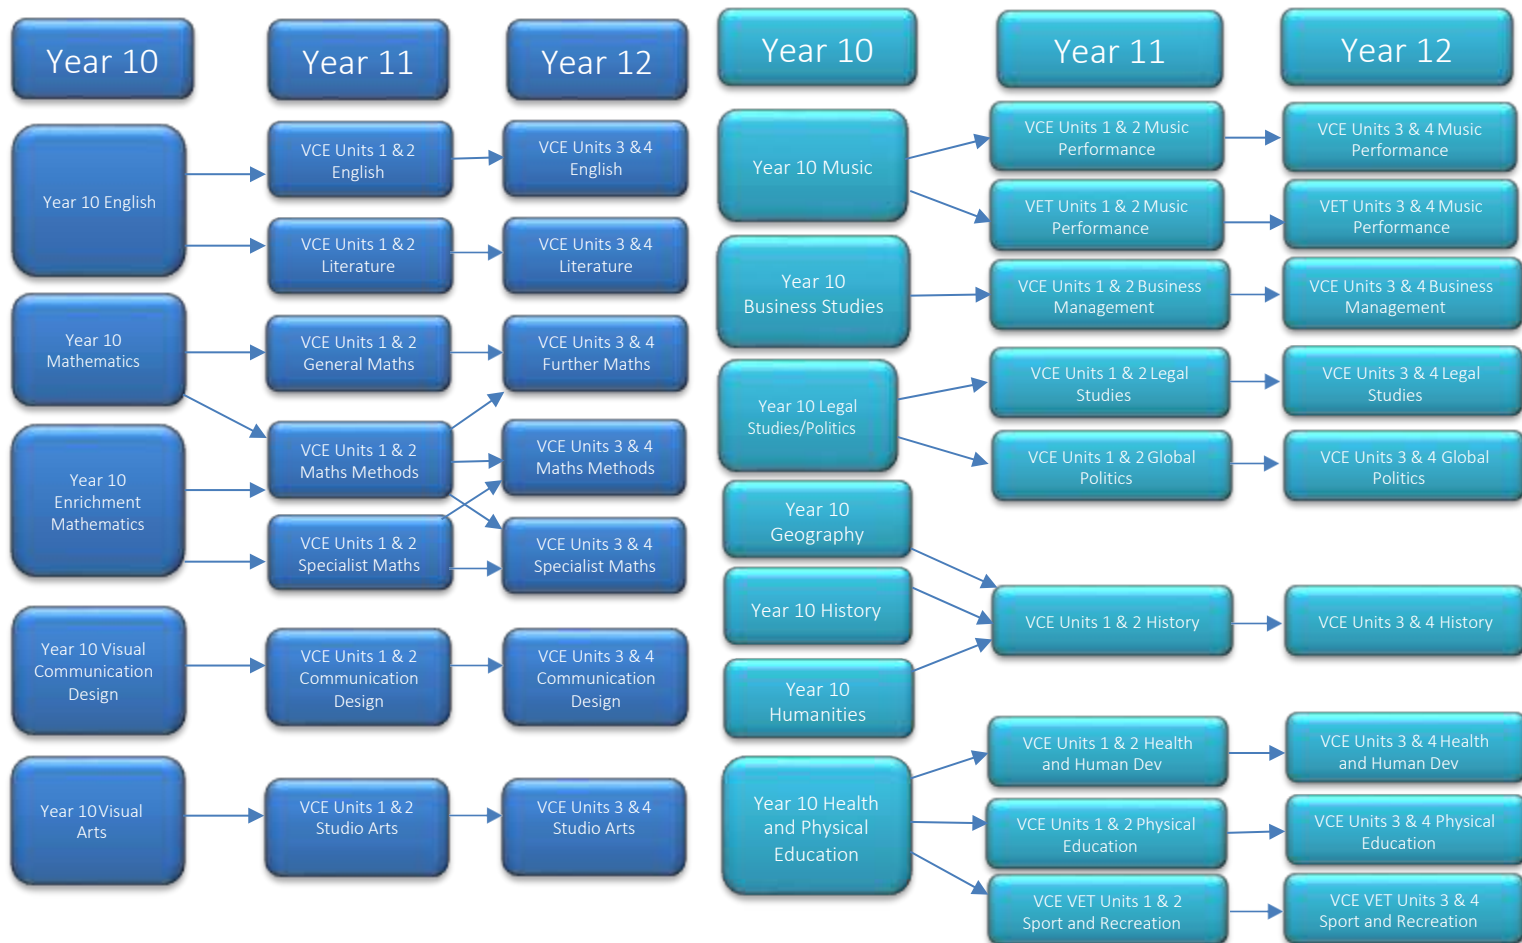 Year 10
Year 11
Year 12
Year 10 English
VCE Units 1 & 2
English
VCE Units 3 & 4
English
VCE Units 1 & 2
Literature
VCE Units 3 & 4
Literature
Year 10
Mathematics
VCE Units 1 & 2
General Maths
VCE Units 3 & 4
Further Maths
Year 10
Enrichment
Mathematics
VCE Units 1 & 2
Maths Methods
VCE Units 3 & 4
Maths Methods
VCE Units 1 & 2
Specialist Maths
VCE Units 3 & 4
Specialist Maths
Year 10 Visual
Communication
Design
VCE Units 1 & 2
Communication
Design
VCE Units 3 & 4
Communication
Design
Year 10 Visual
Arts
VCE Units 1 & 2
Studio Arts
VCE Units 3 & 4
Studio Arts
Year 10
Year 11
Year 12
Year 10 Music
VCE Units 1 & 2 Music
Performance
VCE Units 3 & 4 Music
Performance
VET Units 1 & 2 Music
Performance
VET Units 3 & 4 Music
Performance
Year 10
Business Studies
VCE Units 1 & 2 Business
Management
VCE Units 3 & 4 Business
Management
Year 10 Legal
Studies/Politics
VCE Units 1 & 2 Legal
Studies
VCE Units 3 & 4 Legal
Studies
VCE Units 1 & 2 Global
Politics
VCE Units 3 & 4 Global
Politics
Year 10
Geography
Year 10 History
Year 10
Humanities
VCE Units 1 & 2 History
VCE Units 3 & 4 History
Year 10 Health
and Physical
Education
VCE Units 1 & 2 Health
and Human Dev
VCE Units 3 & 4 Health
and Human Dev
VCE Units 1 & 2 Physical
Education
VCE Units 3 & 4 Physical
Education
VCE VET Units 1 & 2
Sport and Recreation
VCE VET Units 3 & 4
Sport and Recreation